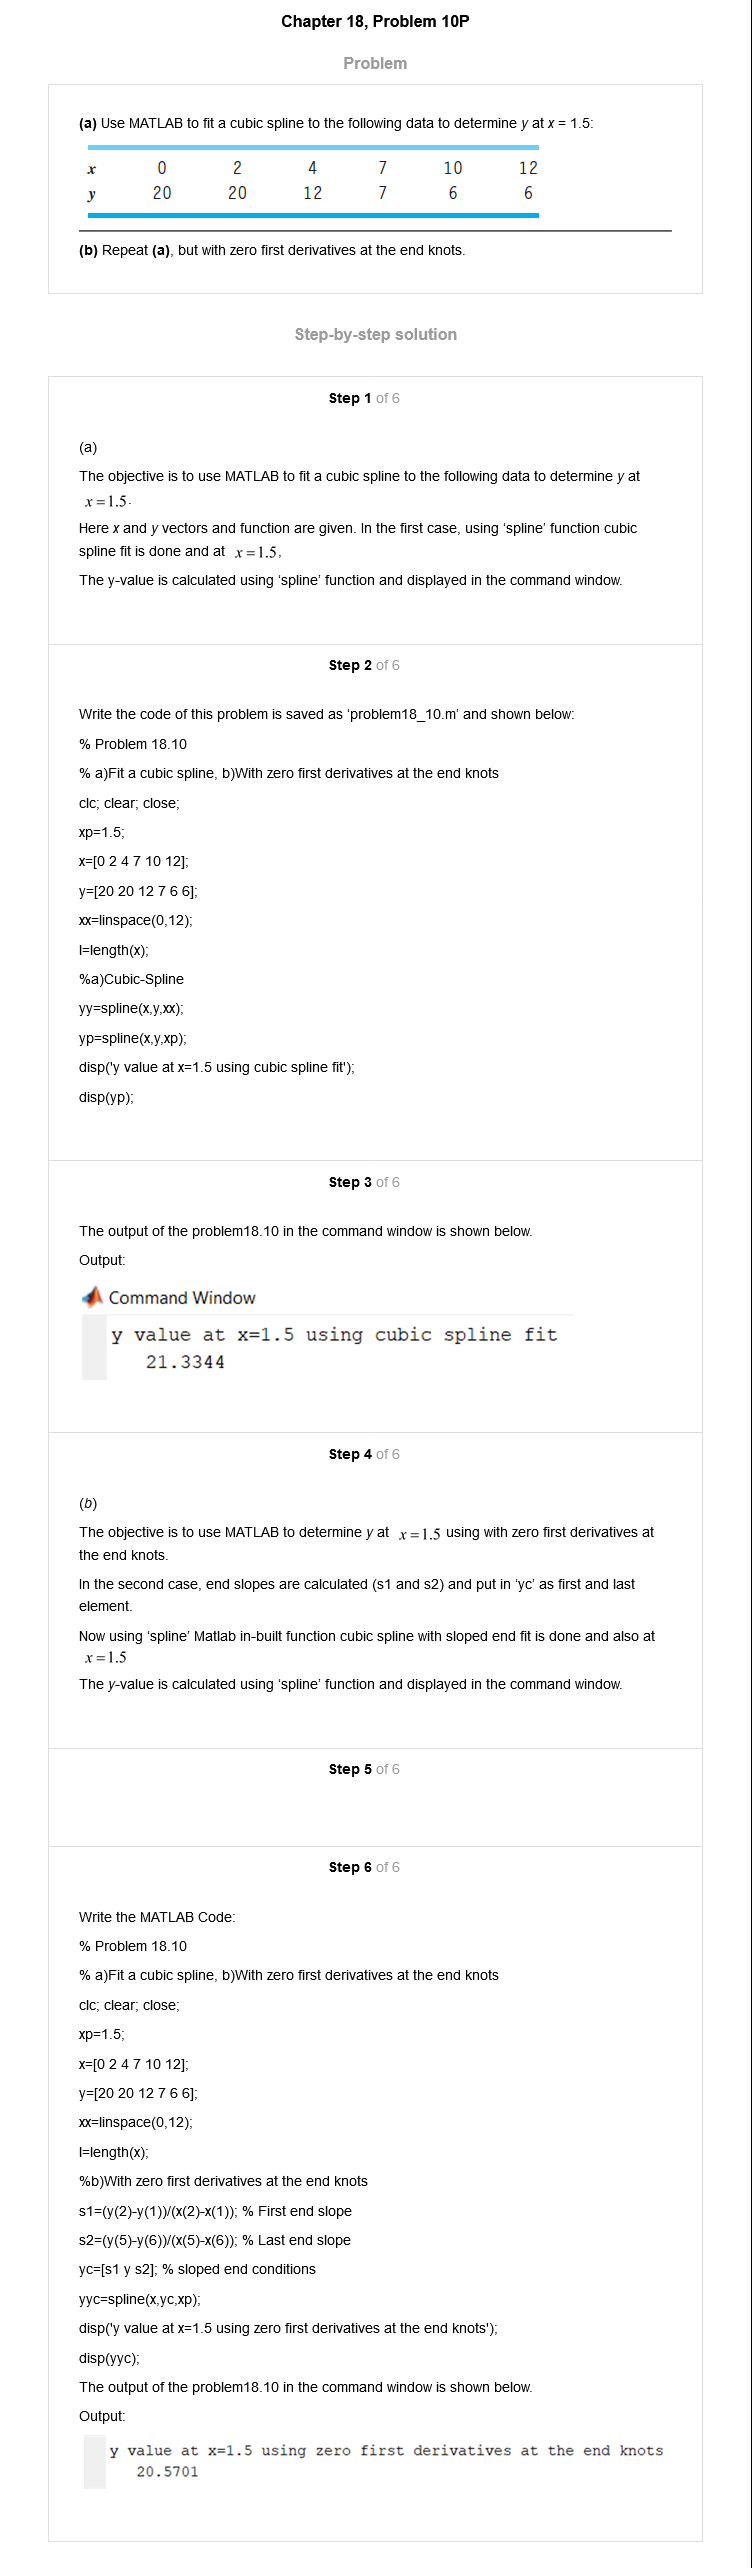 Chapter 18, Problem 10P
Problem
(a) Use MATLAB to fit a cubic spline to the following data to determine y at x = 1.5:
x 0 2 4 7 10 12
y 20 20 12 7 6 6
(b) Repeat (a), but with zero first derivatives at the end knots.
Step-by-step solution
Step 1 of 6
(a)
The objective is to use MATLAB to fit a cubic spline to the following data to determine y at
x = 1.5.
Here x and y vectors and function are given. In the first case, using 'spline' function cubic
spline fit is done and at x = 1.5,
The y-value is calculated using 'spline' function and displayed in the command window.
Step 2 of 6
Write the code of this problem is saved as 'problem18_10.m' and shown below:
% Problem 18.10
% a)Fit a cubic spline, b)With zero first derivatives at the end knots
clc; clear; close;
xp=1.5;
x=[0 2 4 7 10 12];
y=[20 20 12 7 6 6];
xx=linspace(0,12);
l=length(x);
%a)Cubic-Spline
yy=spline(x,y,xx);
yp=spline(x,y,xp);
disp('y value at x=1.5 using cubic spline fit');
disp(yp);
Step 3 of 6
The output of the problem18.10 in the command window is shown below.
Output:
Command Window
y value at x=1.5 using cubic spline fit
21.3344
Step 4 of 6
(b)
The objective is to use MATLAB to determine y at x = 1.5 using with zero first derivatives at
the end knots.
In the second case, end slopes are calculated (s1 and s2) and put in 'yc' as first and last
element.
Now using 'spline' Matlab in-built function cubic spline with sloped end fit is done and also at
x = 1.5
The y-value is calculated using 'spline' function and displayed in the command window.
Step 5 of 6
Step 6 of 6
Write the MATLAB Code:
% Problem 18.10
% a)Fit a cubic spline, b)With zero first derivatives at the end knots
clc; clear; close;
xp=1.5;
x=[0 2 4 7 10 12];
y=[20 20 12 7 6 6];
xx=linspace(0,12);
l=length(x);
%b)With zero first derivatives at the end knots
s1=(y(2)-y(1))/(x(2)-x(1)); % First end slope
s2=(y(5)-y(6))/(x(5)-x(6)); % Last end slope
yc=[s1 y s2]; % sloped end conditions
yyc=spline(x,yc,xp);
disp('y value at x=1.5 using zero first derivatives at the end knots');
disp(yyc);
The output of the problem18.10 in the command window is shown below.
Output:
y value at x=1.5 using zero first derivatives at the end knots
20.5701